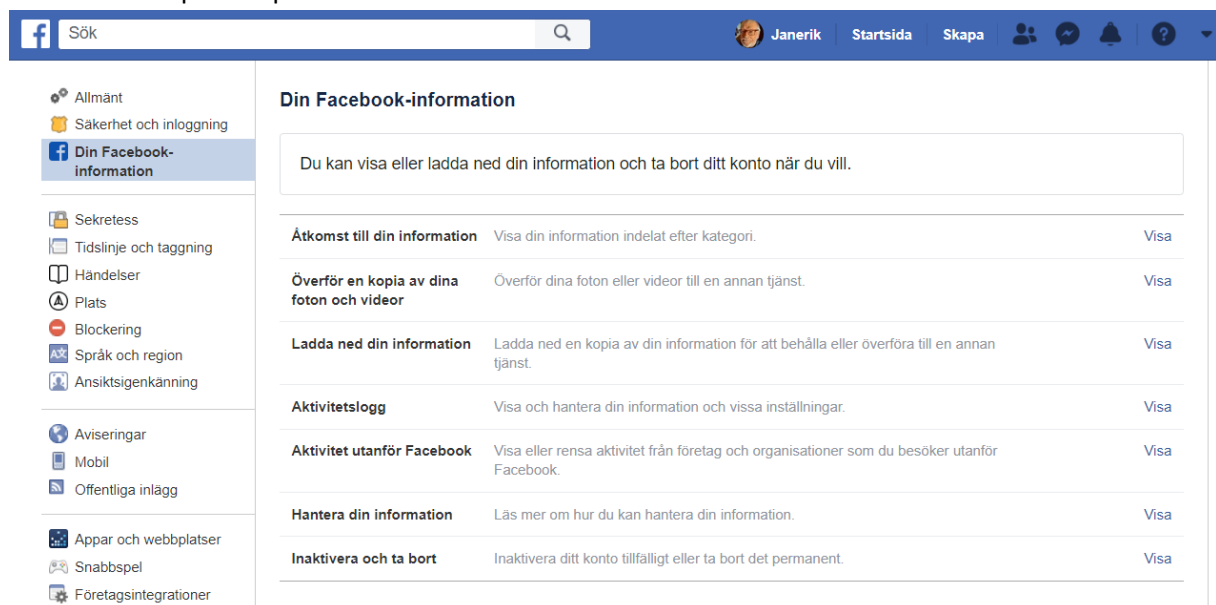 Sök
Janerik
Startsida
Skapa
Allmänt
Säkerhet och inloggning
Din Facebook-
information
Sekretess
Tidslinje och taggning
Händelser
Plats
Blockering
Språk och region
Ansiktsigenkänning
Aviseringar
Mobil
Offentliga inlägg
Appar och webbplatser
Snabbspel
Företagsintegrationer
Din Facebook-information
Du kan visa eller ladda ned din information och ta bort ditt konto när du vill.
Åtkomst till din information Visa din information indelat efter kategori. Visa
Överför en kopia av dina
foton och videor
Överför dina foton eller videor till en annan tjänst. Visa
Ladda ned din information
Ladda ned en kopia av din information för att behålla eller överföra till en annan
tjänst.
Visa
Aktivitetslogg Visa och hantera din information och vissa inställningar. Visa
Aktivitet utanför Facebook
Visa eller rensa aktivitet från företag och organisationer som du besöker utanför
Facebook.
Visa
Hantera din information Läs mer om hur du kan hantera din information. Visa
Inaktivera och ta bort Inaktivera ditt konto tillfälligt eller ta bort det permanent. Visa